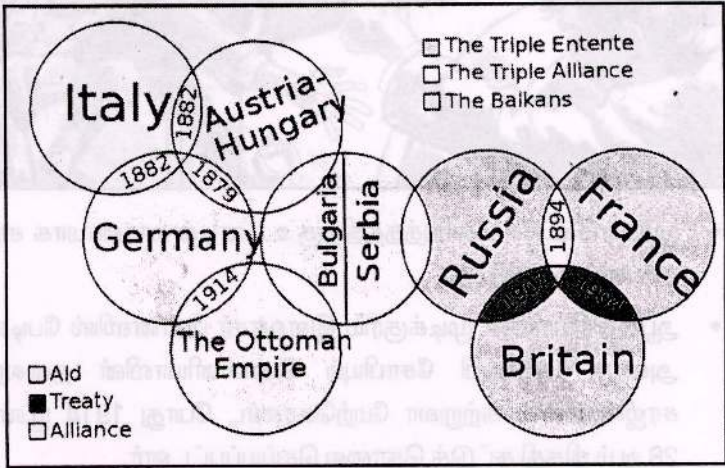 Italy
1882
Austria-
Hungary
1882
1879
Germany
1914
The Ottoman
Empire
Bulgaria
Serbia
Russia
1894
France
Britain
The Triple Entente
The Triple Alliance
The Balkans
Aid
Treaty
Alliance